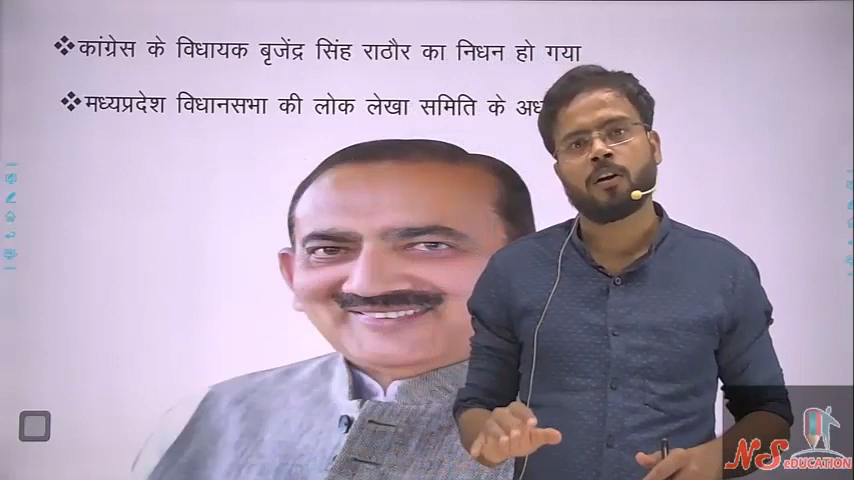 ❖कांग्रेस के विधायक बृजेंद्र सिंह राठौर का निधन हो गया
❖मध्यप्रदेश विधानसभा की लोक लेखा समिति के
NS eDUCATION